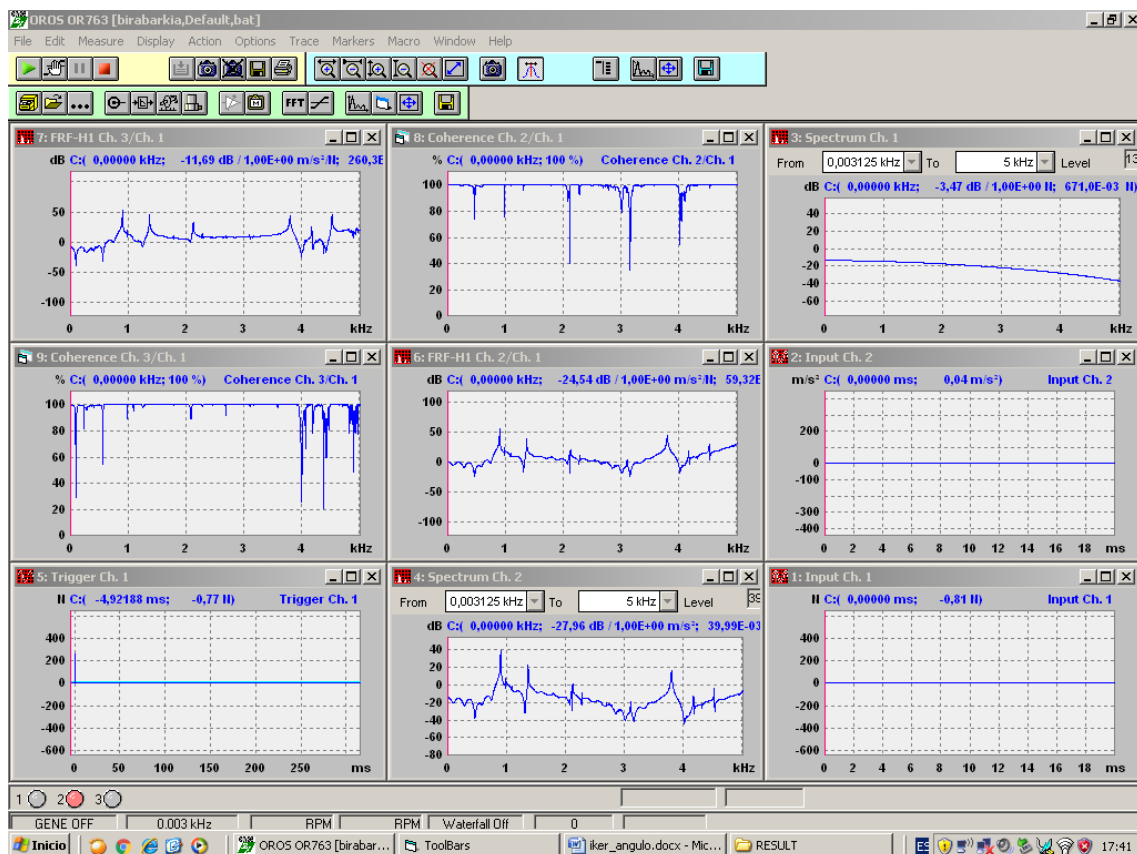 OROS OR763 [birabarkia,Default,bat]
File Edit Measure Display Action Options Trace Markers Macro Window Help
FFT
7: FRF-H1 Ch. 3/Ch. 1
dB C:( 0,00000 kHz; -11,69 dB / 1,00E+00 m/s²/N; 260,3E
50
0
-50
-100
0 1 2 3 4 kHz
8: Coherence Ch. 2/Ch. 1
% C:( 0,00000 kHz; 100 %) Coherence Ch. 2/Ch. 1
100
80
60
40
20
0
0 1 2 3 4 kHz
3: Spectrum Ch. 1
From 0,003125 kHz To 5 kHz Level 13
dB C:( 0,00000 kHz; -3,47 dB / 1,00E+00 N; 671,0E-03 N)
40
20
0
-20
-40
-60
0 1 2 3 4 kHz
9: Coherence Ch. 3/Ch. 1
% C:( 0,00000 kHz; 100 %) Coherence Ch. 3/Ch. 1
100
80
60
40
20
0
0 1 2 3 4 kHz
6: FRF-H1 Ch. 2/Ch. 1
dB C:( 0,00000 kHz; -24,54 dB / 1,00E+00 m/s²/N; 59,32E
100
50
0
-50
-100
0 1 2 3 4 kHz
2: Input Ch. 2
m/s² C:( 0,00000 ms; 0,04 m/s²) Input Ch. 2
200
0
-100
-300
-400
0 2 4 6 8 10 12 14 16 18 ms
5: Trigger Ch. 1
N C:( -4,92188 ms; -0,77 N) Trigger Ch. 1
400
200
0
-200
-400
-600
0 50 100 150 200 250 ms
4: Spectrum Ch. 2
From 0,003125 kHz To 5 kHz Level 39
dB C:( 0,00000 kHz; -27,96 dB / 1,00E+00 m/s²; 39,99E-03
40
20
0
-20
-40
-60
-80
0 1 2 3 4 kHz
1: Input Ch. 1
N C:( 0,00000 ms; -0,81 N) Input Ch. 1
400
200
0
-200
-400
-600
0 2 4 6 8 10 12 14 16 18 ms
1 2 3
GENE OFF 0.003 kHz RPM RPM Waterfall Off 0
Inicio OROS OR763 [birabar... ToolBars iker_angulo.docx - Mic... RESULT ES 17:41